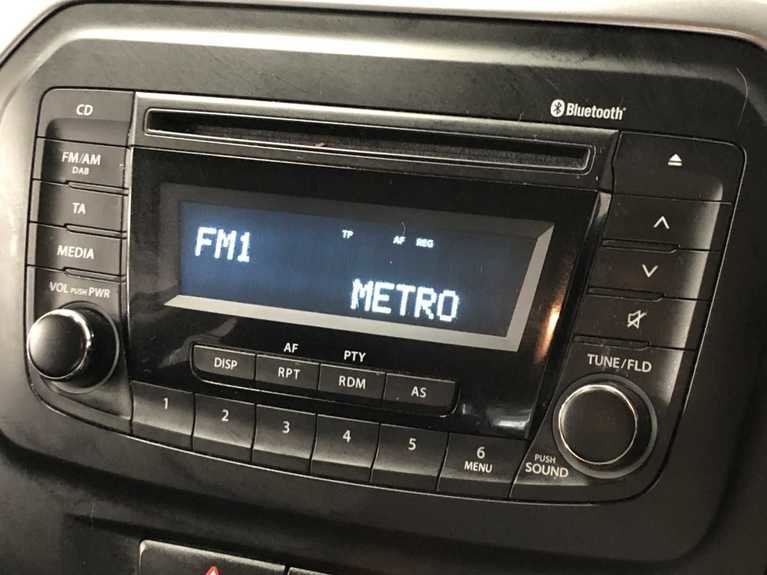 CD
Bluetooth
FM/AM
DAB
TA
MEDIA
VOL PUSH PWR
FM1
TP AF REG
METRO
AF PTY
DISP RPT RDM AS
1 2 3 4 5 6
MENU
TUNE/FLD
PUSH
SOUND